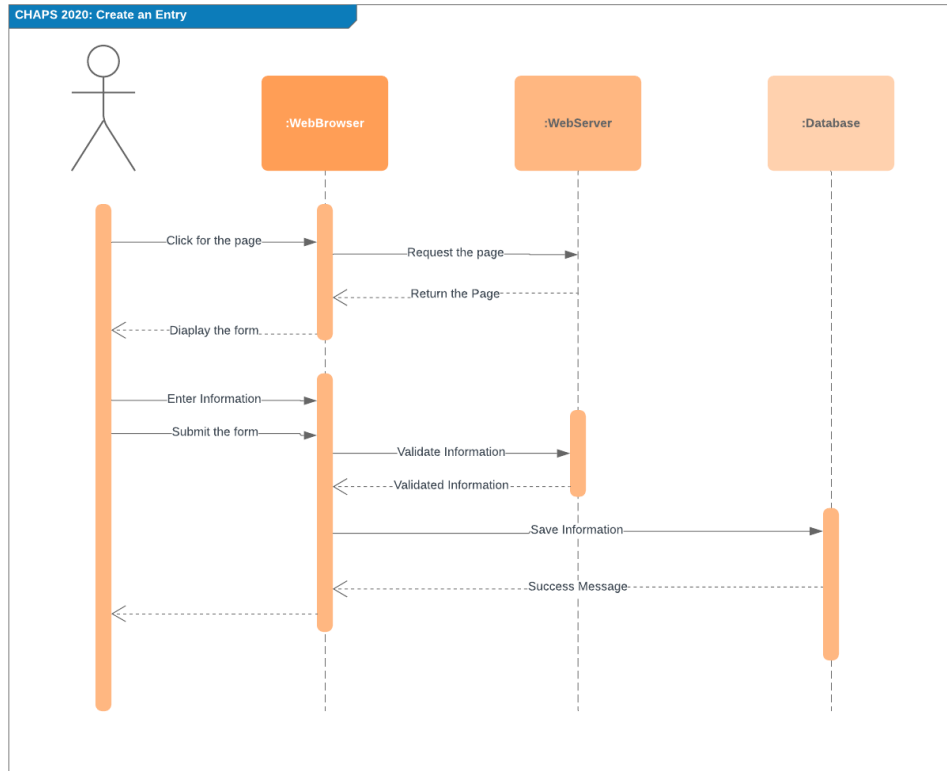 CHAPS 2020: Create an Entry
:WebBrowser
:WebServer
:Database
Click for the page
Request the page
Return the Page
Diaplay the form
Enter Information
Submit the form
Validate Information
Validated Information
Save Information
Success Message